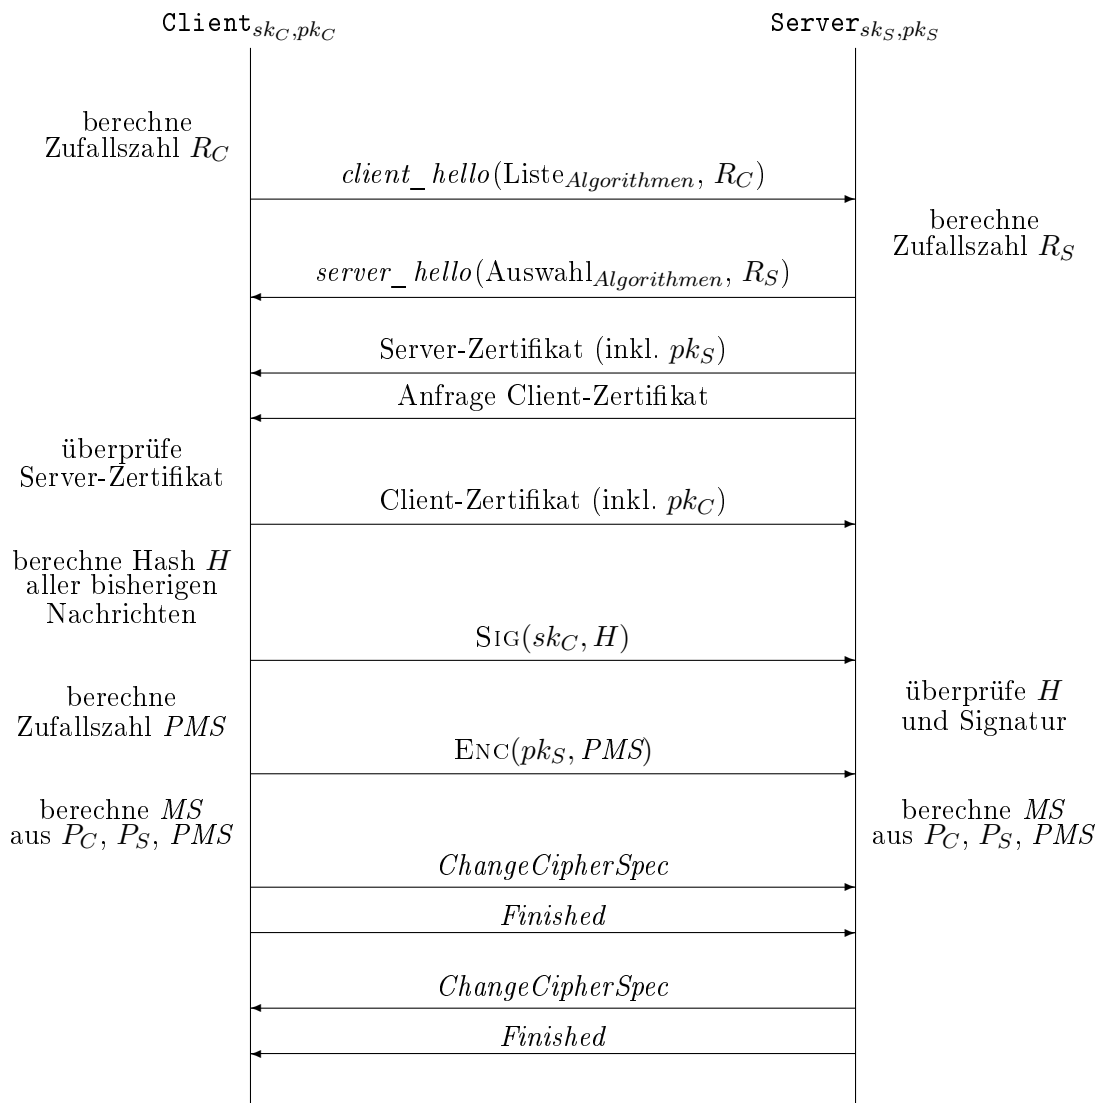 Client_{sk_C,pk_C}
Server_{sk_S,pk_S}
berechne
Zufallszahl R_C
client_hello(Liste_{Algorithmen}, R_C)
berechne
Zufallszahl R_S
server_hello(Auswahl_{Algorithmen}, R_S)
Server-Zertifikat (inkl. pk_S)
Anfrage Client-Zertifikat
überprüfe
Server-Zertifikat
Client-Zertifikat (inkl. pk_C)
berechne Hash H
aller bisherigen
Nachrichten
SIG(sk_C, H)
berechne
Zufallszahl PMS
überprüfe H
und Signatur
ENC(pk_S, PMS)
berechne MS
aus P_C, P_S, PMS
berechne MS
aus P_C, P_S, PMS
ChangeCipherSpec
Finished
ChangeCipherSpec
Finished